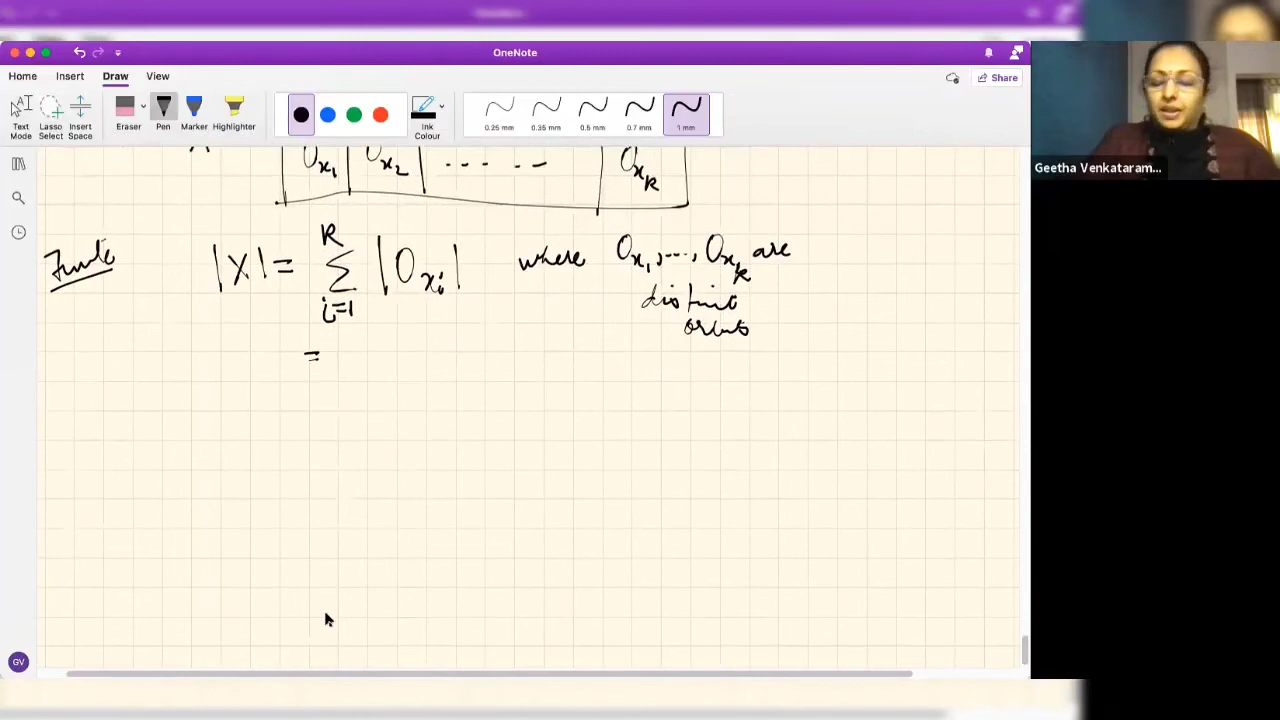 OneNote
Home Insert Draw View
Share
Text Mode
Lasso Select
Insert Space
Eraser
Pen
Marker
Highlighter
Ink Colour
0.25 mm
0.35 mm
0.5 mm
0.7 mm
1 mm
Geetha Venkataram...
O_{x_1} O_{x_2} ---- -- O_{x_k}
Finite |X| = \sum_{i=1}^{k} |O_{x_i}| where O_{x_1}, ..., O_{x_k} are
distinct
orbits
=
GV